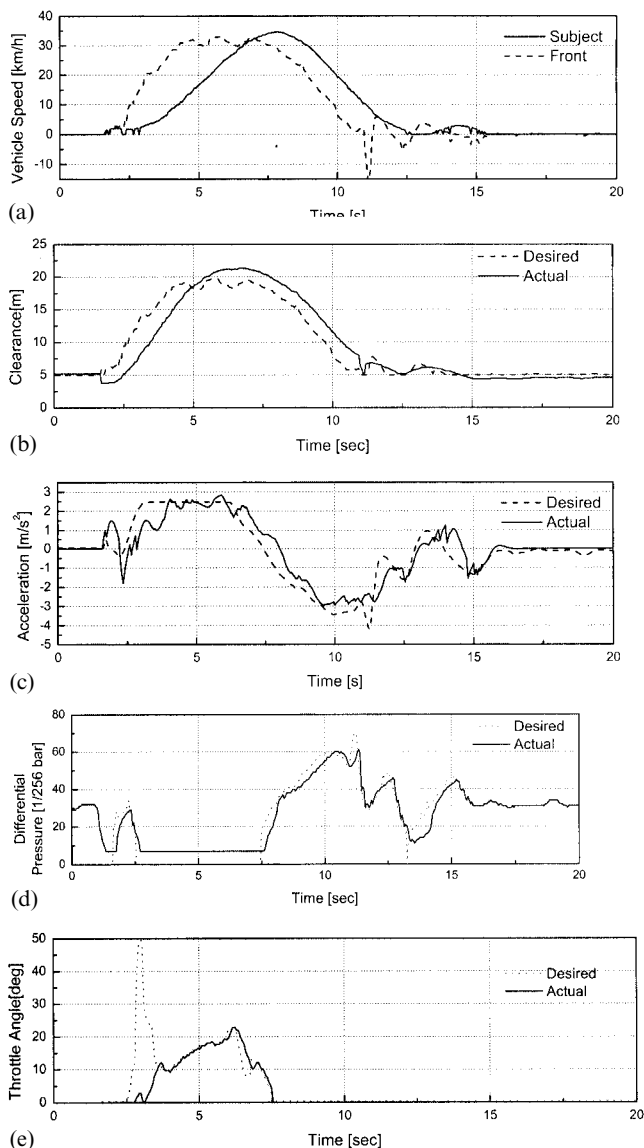 40
30
20
10
0
-10
Vehicle Speed [km/h]
Subject
Front
0 5 10 15 20
(a)
Time [s]
25
20
15
10
5
0
Clearance[m]
Desired
Actual
0 5 10 15 20
(b)
Time [sec]
3
2
1
0
-1
-2
-3
-4
-5
Acceleration [m/s²]
Desired
Actual
0 5 10 15 20
(c)
Time [s]
80
60
40
20
0
Differential
Pressure [1/256 bar]
Desired
Actual
0 5 10 15 20
(d)
Time [sec]
50
40
30
20
10
0
Throttle Angle[deg]
Desired
Actual
0 5 10 15 20
(e)
Time [sec]